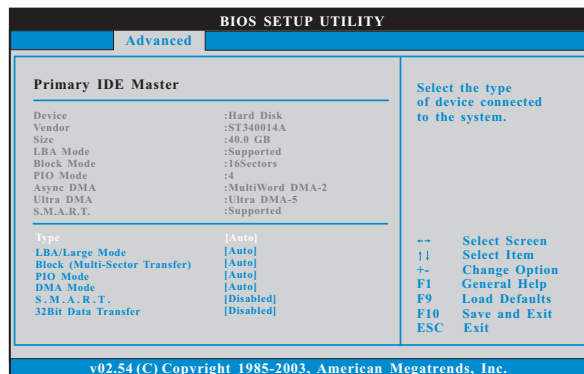 BIOS SETUP UTILITY
Advanced
Primary IDE Master
Device :Hard Disk
Vendor :ST340014A
Size :40.0 GB
LBA Mode :Supported
Block Mode :16Sectors
PIO Mode :4
Async DMA :MultiWord DMA-2
Ultra DMA :Ultra DMA-5
S.M.A.R.T. :Supported
Type [Auto]
LBA/Large Mode [Auto]
Block (Multi-Sector Transfer) [Auto]
PIO Mode [Auto]
DMA Mode [Auto]
S.M.A.R.T. [Disabled]
32Bit Data Transfer [Disabled]
Select the type
of device connected
to the system.
←→ Select Screen
↑↓ Select Item
+- Change Option
F1 General Help
F9 Load Defaults
F10 Save and Exit
ESC Exit
v02.54 (C) Copyright 1985-2003, American Megatrends, Inc.